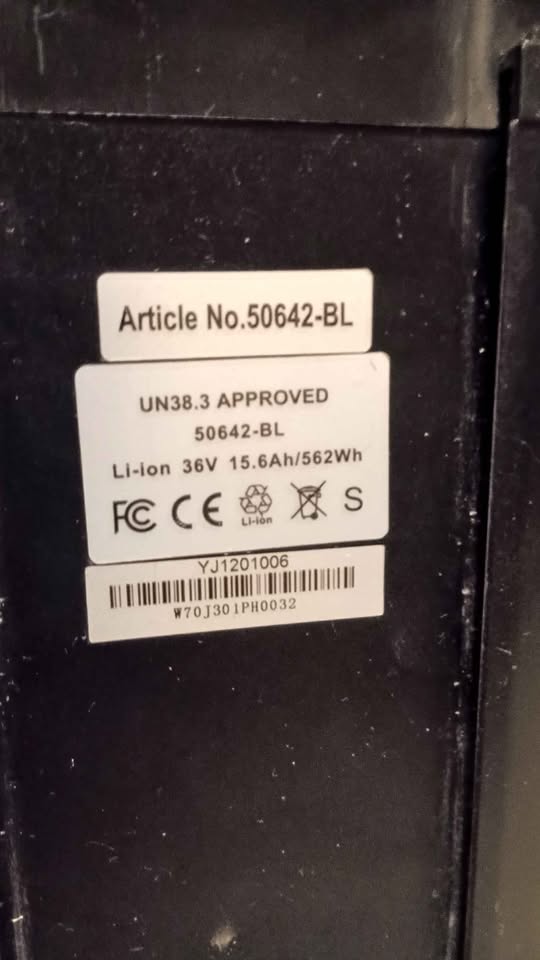 Article No.50642-BL
UN38.3 APPROVED
50642-BL
Li-ion 36V 15.6Ah/562Wh
FC CE Li-ion S
YJ1201006
W70J301PH0032